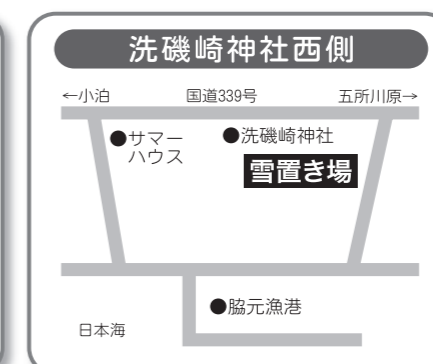 洗磯崎神社西側
←小泊 国道339号 五所川原→
●サマー
ハウス
●洗磯崎神社
雪置き場
●脇元漁港
日本海